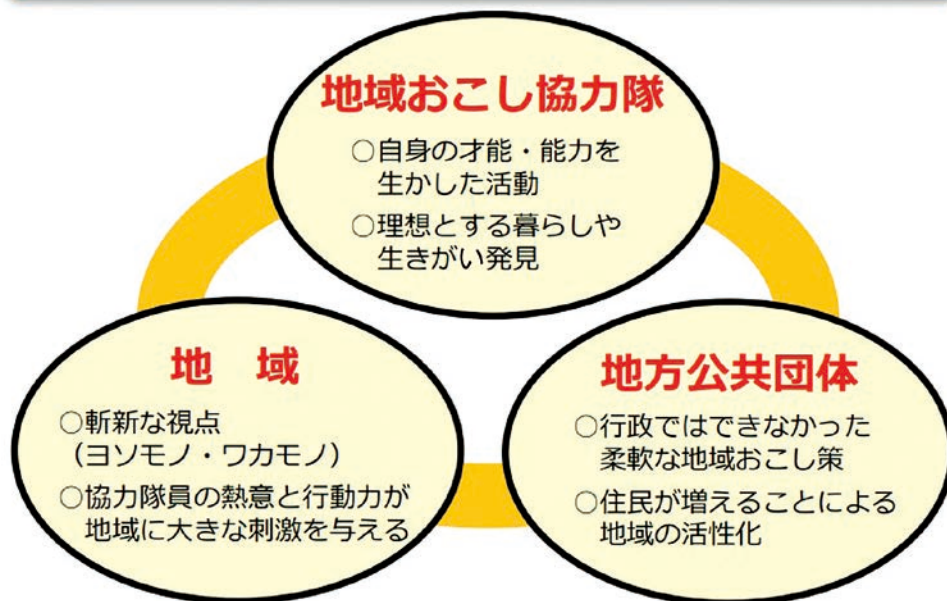 地域おこし協力隊
○自身の才能・能力を
生かした活動
○理想とする暮らしや
生きがい発見
地 域
○斬新な視点
（ヨソモノ・ワカモノ）
○協力隊員の熱意と行動力が
地域に大きな刺激を与える
地方公共団体
○行政ではできなかった
柔軟な地域おこし策
○住民が増えることによる
地域の活性化